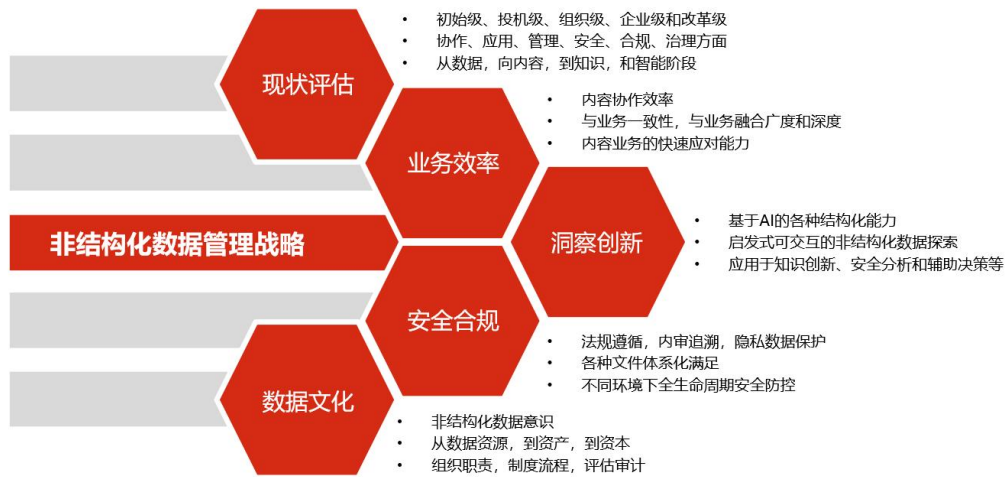 现状评估
• 初始级、投机级、组织级、企业级和改革级
• 协作、应用、管理、安全、合规、治理方面
• 从数据，向内容，到知识，和智能阶段
业务效率
• 内容协作效率
• 与业务一致性，与业务融合广度和深度
• 内容业务的快速应对能力
非结构化数据管理战略
洞察创新
• 基于AI的各种结构化能力
• 启发式可交互的非结构化数据探索
• 应用于知识创新、安全分析和辅助决策等
安全合规
• 法规遵循，内审追溯，隐私数据保护
• 各种文件体系化满足
• 不同环境下全生命周期安全防控
数据文化
• 非结构化数据意识
• 从数据资源，到资产，到资本
• 组织职责，制度流程，评估审计